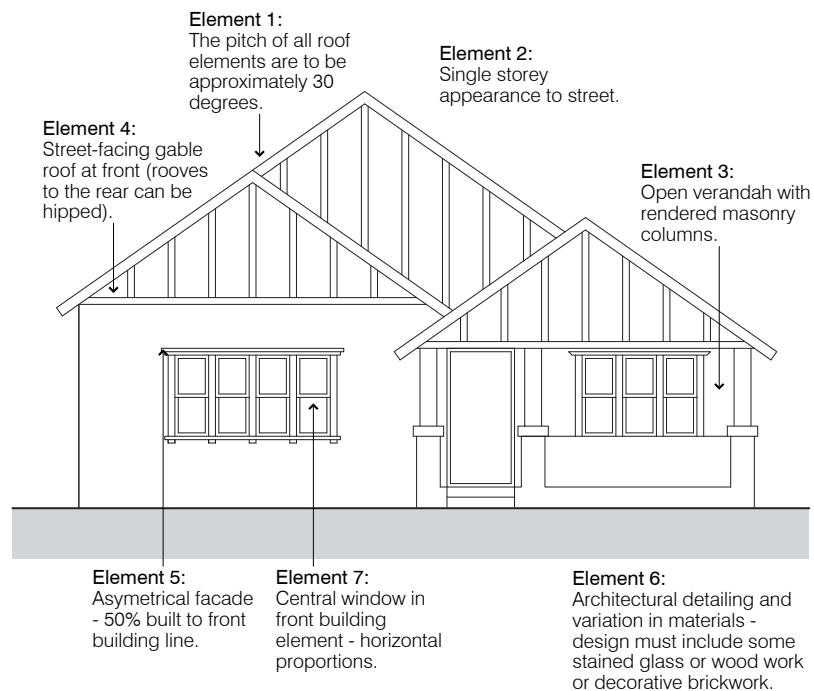 Element 1:
The pitch of all roof
elements are to be
approximately 30
degrees.
Element 2:
Single storey
appearance to street.
Element 4:
Street-facing gable
roof at front (rooves
to the rear can be
hipped).
Element 3:
Open verandah with
rendered masonry
columns.
Element 5:
Asymetrical facade
- 50% built to front
building line.
Element 7:
Central window in
front building
element - horizontal
proportions.
Element 6:
Architectural detailing and
variation in materials -
design must include some
stained glass or wood work
or decorative brickwork.